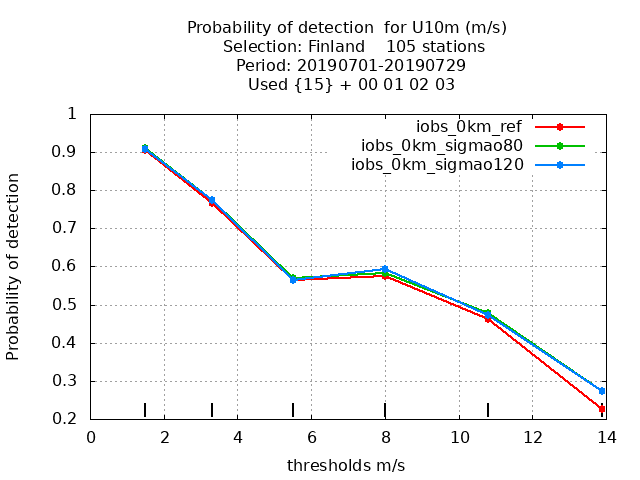 Probability of detection  for U10m (m/s)
Selection: Finland    105 stations
Period: 20190701-20190729
Used {15} + 00 01 02 03
iobs_0km_ref
iobs_0km_sigmao80
iobs_0km_sigmao120
Probability of detection
1
0.9
0.8
0.7
0.6
0.5
0.4
0.3
0.2
0 2 4 6 8 10 12 14
thresholds m/s